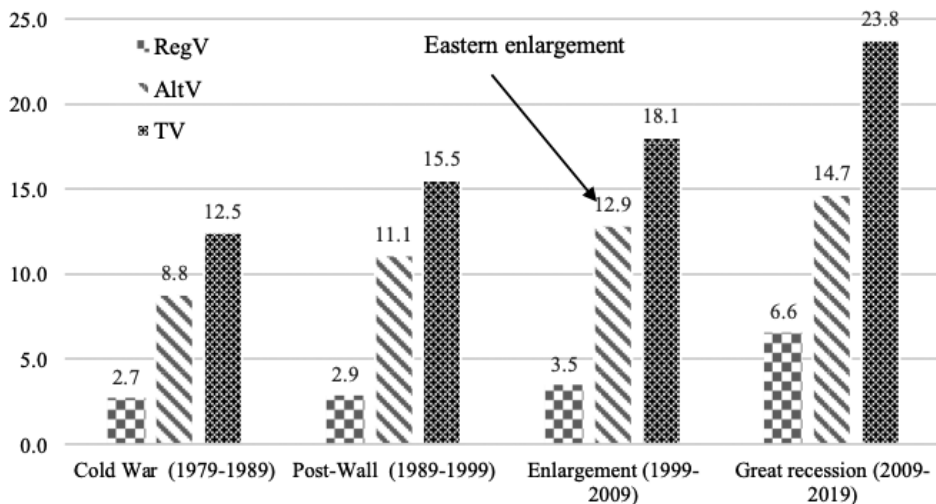 25.0
20.0
15.0
10.0
5.0
0.0
RegV
AltV
TV
Eastern enlargement
2.7
8.8
12.5
2.9
11.1
15.5
3.5
12.9
18.1
6.6
14.7
23.8
Cold War (1979-1989)
Post-Wall (1989-1999)
Enlargement (1999-
2009)
Great recession (2009-
2019)